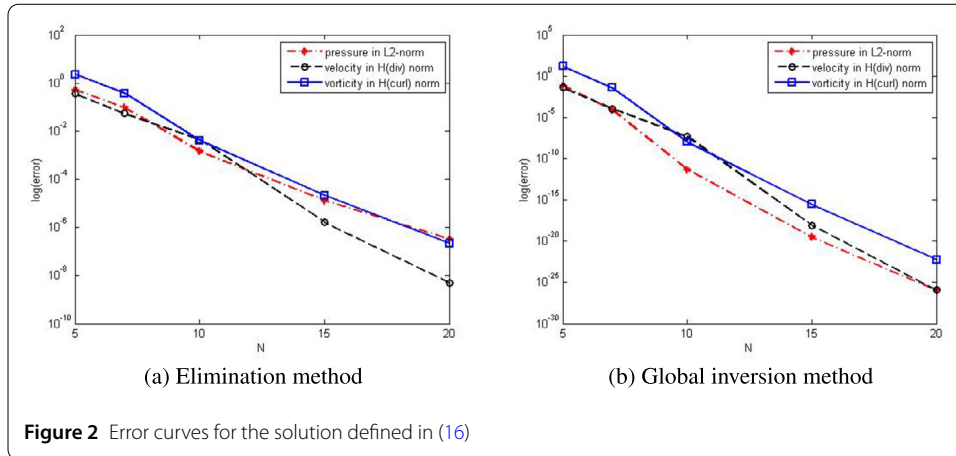 10^2
10^0
10^-2
10^-4
10^-6
10^-8
10^-10
log(error)
pressure in L2-norm
velocity in H(div) norm
vorticity in H(curl) norm
5
10
15
20
N
(a) Elimination method
10^5
10^0
10^-5
10^-10
10^-15
10^-20
10^-25
10^-30
log(error)
pressure in L2-norm
velocity in H(div) norm
vorticity in H(curl) norm
5
10
15
20
N
(b) Global inversion method
Figure 2 Error curves for the solution defined in (16)